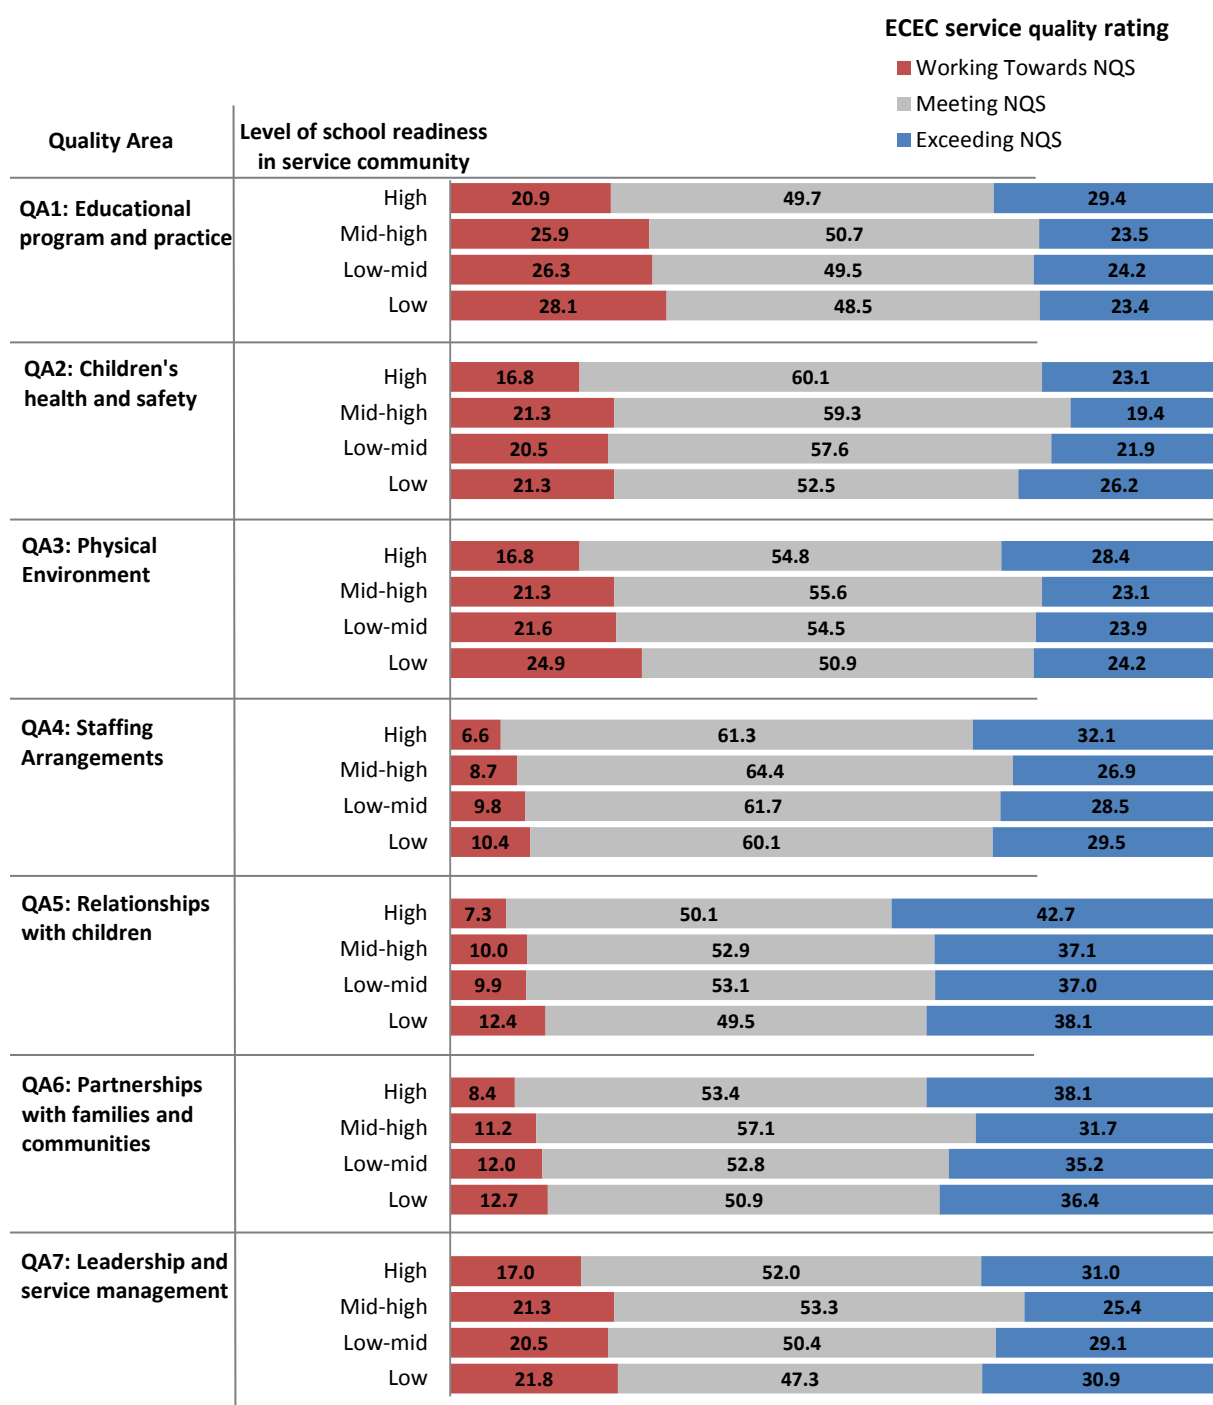 ECEC service quality rating
Working Towards NQS
Meeting NQS
Exceeding NQS
Quality Area
Level of school readiness
in service community
QA1: Educational
program and practice
High 20.9 49.7 29.4
Mid-high 25.9 50.7 23.5
Low-mid 26.3 49.5 24.2
Low 28.1 48.5 23.4
QA2: Children's
health and safety
High 16.8 60.1 23.1
Mid-high 21.3 59.3 19.4
Low-mid 20.5 57.6 21.9
Low 21.3 52.5 26.2
QA3: Physical
Environment
High 16.8 54.8 28.4
Mid-high 21.3 55.6 23.1
Low-mid 21.6 54.5 23.9
Low 24.9 50.9 24.2
QA4: Staffing
Arrangements
High 6.6 61.3 32.1
Mid-high 8.7 64.4 26.9
Low-mid 9.8 61.7 28.5
Low 10.4 60.1 29.5
QA5: Relationships
with children
High 7.3 50.1 42.7
Mid-high 10.0 52.9 37.1
Low-mid 9.9 53.1 37.0
Low 12.4 49.5 38.1
QA6: Partnerships
with families and
communities
High 8.4 53.4 38.1
Mid-high 11.2 57.1 31.7
Low-mid 12.0 52.8 35.2
Low 12.7 50.9 36.4
QA7: Leadership and
service management
High 17.0 52.0 31.0
Mid-high 21.3 53.3 25.4
Low-mid 20.5 50.4 29.1
Low 21.8 47.3 30.9